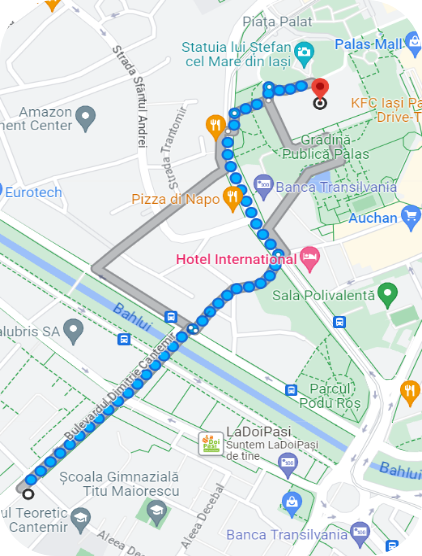 Piața Palat
Statuia lui Ștefan
cel Mare din Iași
Palas Mall
Strada Sfântul Andrei
Amazon
ment Center
Strada Trantomir
KFC Iași Pa
Drive-T
Grădina
Publică Palas
Banca Transilvania
Eurotech
Pizza di Napo
Auchan
Hotel International
Sala Polivalentă
Bahlui
alubris SA
Bulevardul Dimitrie Cantemir
Parcul
Podu Roș
LaDoiPași
Suntem LaDoiPași
de tine
Bahlui
Școala Gimnazială
Titu Maiorescu
ul Teoretic
Cantemir
Aleea Decebal
Aleea Decebal
Banca Transilvania